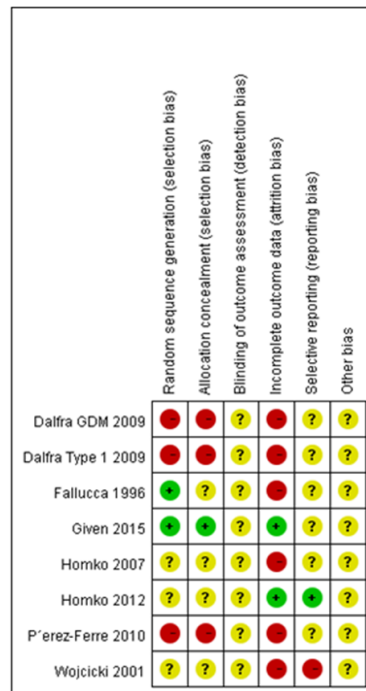 Random sequence generation (selection bias)
Allocation concealment (selection bias)
Blinding of outcome assessment (detection bias)
Incomplete outcome data (attrition bias)
Selective reporting (reporting bias)
Other bias
Dalfra GDM 2009 - - ? - ? ?
Dalfra Type 1 2009 - - ? - ? ?
Fallucca 1996 + ? ? - ? ?
Given 2015 + + ? + ? ?
Homko 2007 ? ? ? - ? ?
Homko 2012 ? ? ? + + ?
P´erez-Ferre 2010 - - ? - ? ?
Wojcicki 2001 ? ? ? - - ?